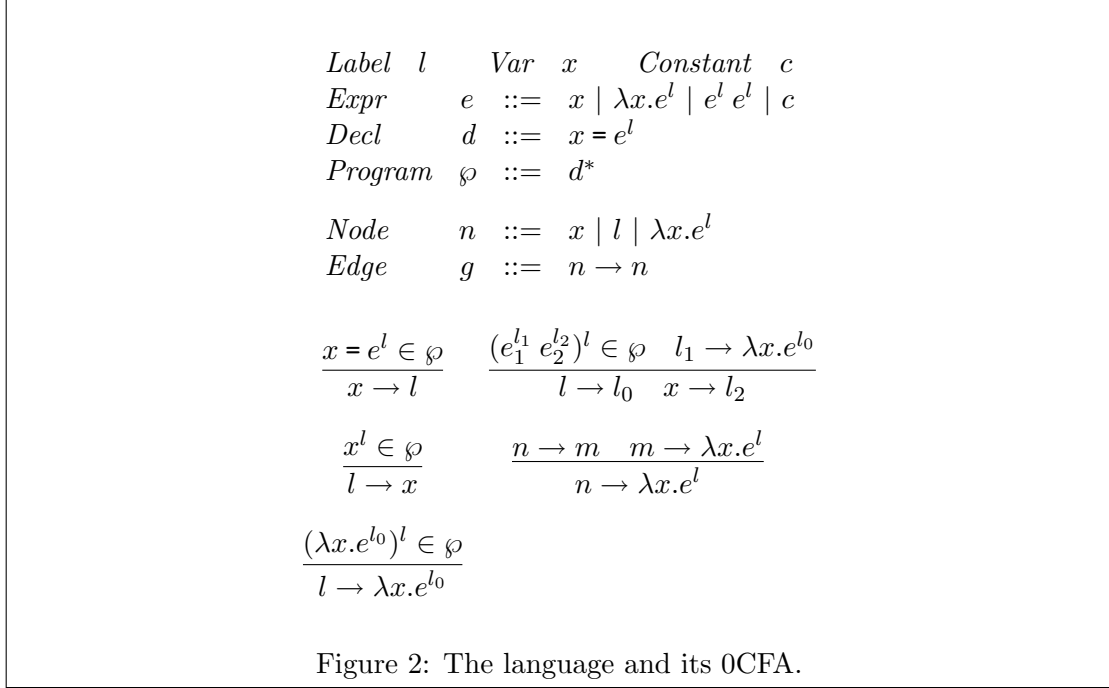 Label l Var x Constant c
Expr e ::= x | λx.e^l | e^l e^l | c
Decl d ::= x = e^l
Program ℘ ::= d*
Node n ::= x | l | λx.e^l
Edge g ::= n → n
x = e^l ∈ ℘ (e_1^{l_1} e_2^{l_2})^l ∈ ℘ l_1 → λx.e^{l_0}
x → l l → l_0 x → l_2
x^l ∈ ℘ n → m m → λx.e^l
l → x n → λx.e^l
(λx.e^{l_0})^l ∈ ℘
l → λx.e^{l_0}
Figure 2: The language and its 0CFA.